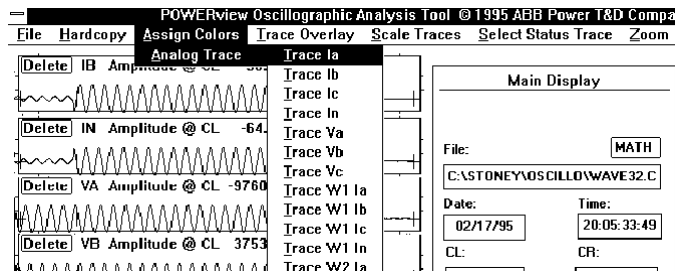 POWERview Oscillographic Analysis Tool ©1995 ABB Power T&D Compa
File Hardcopy Assign Colors Trace Overlay Scale Traces Select Status Trace Zoom
Analog Trace
Trace Ia
Trace Ib
Trace Ic
Trace In
Trace Va
Trace Vb
Trace Vc
Trace W1 Ia
Trace W1 Ib
Trace W1 Ic
Trace W1 In
Trace W2 Ia
Delete IB Amplitude @ CL
Delete IN Amplitude @ CL -64.
Delete VA Amplitude @ CL -9760
Delete VB Amplitude @ CL 3753
Main Display
File: MATH
C:\STONEY\OSCILLO\WAVE32.C
Date: Time:
02/17/95 20:05:33:49
CL: CR: